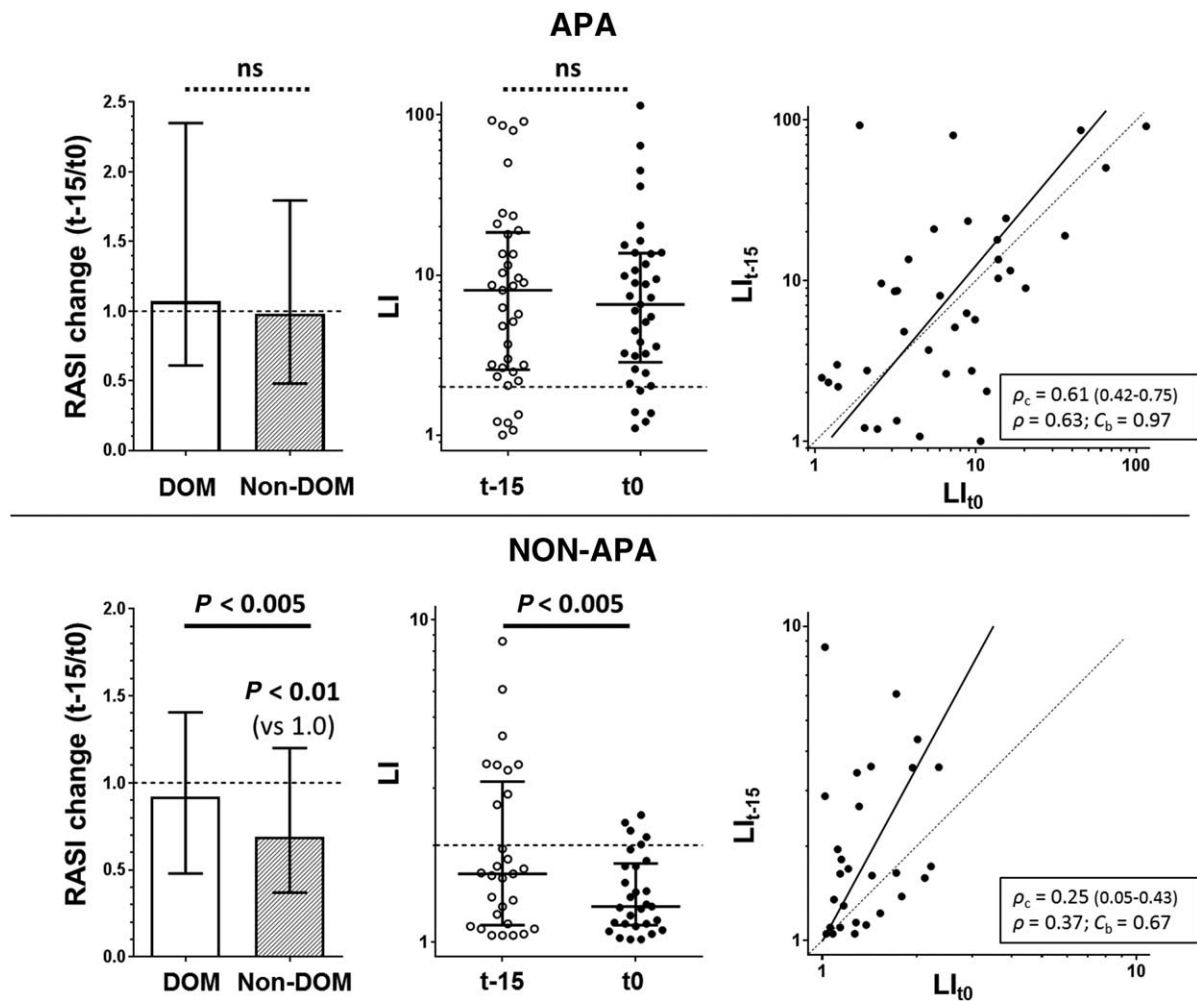 APA
ns
RASI change (t-15/t0)
2.5
2.0
1.5
1.0
0.5
0.0
DOM Non-DOM
ns
LI
100
10
1
t-15 t0
LI_t-15
100
10
1
ρc = 0.61 (0.42-0.75)
ρ = 0.63; Cb = 0.97
1 10 100
LI_t0
NON-APA
P < 0.005
RASI change (t-15/t0)
2.0
1.5
1.0
0.5
0.0
P < 0.01
(vs 1.0)
DOM Non-DOM
P < 0.005
LI
10
1
t-15 t0
LI_t-15
10
1
ρc = 0.25 (0.05-0.43)
ρ = 0.37; Cb = 0.67
1 10
LI_t0